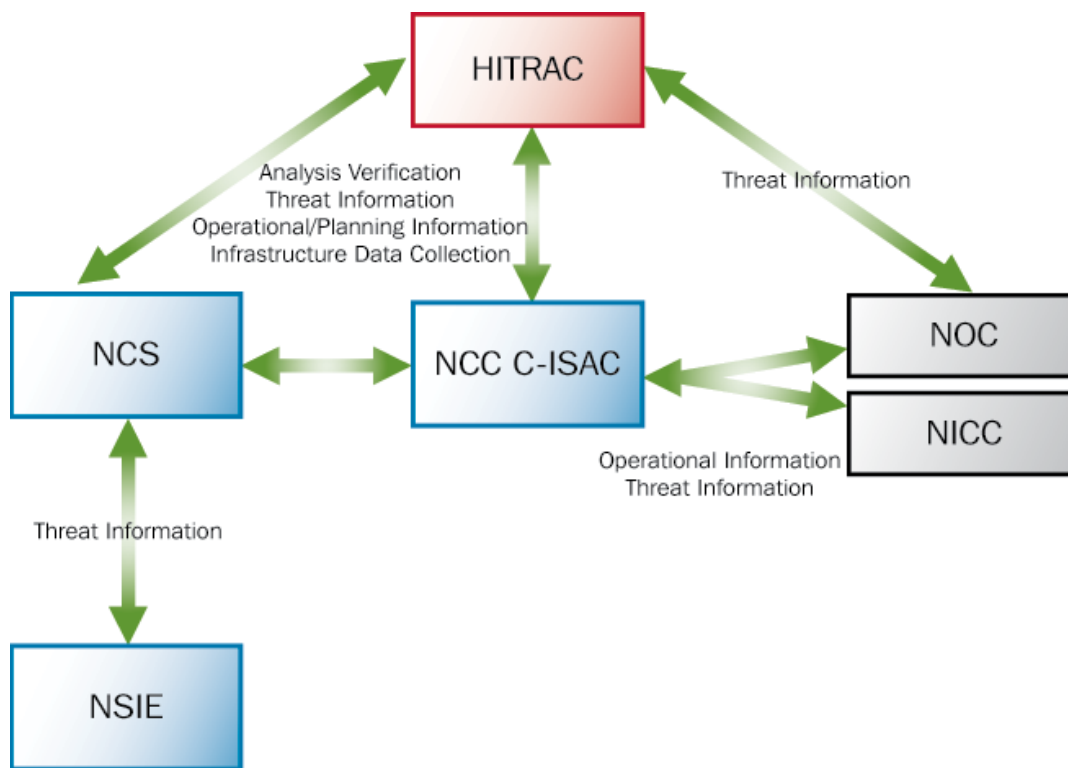 HITRAC
Analysis Verification
Threat Information
Operational/Planning Information
Infrastructure Data Collection
Threat Information
NCS
NCC C-ISAC
NOC
NICC
Operational Information
Threat Information
Threat Information
NSIE